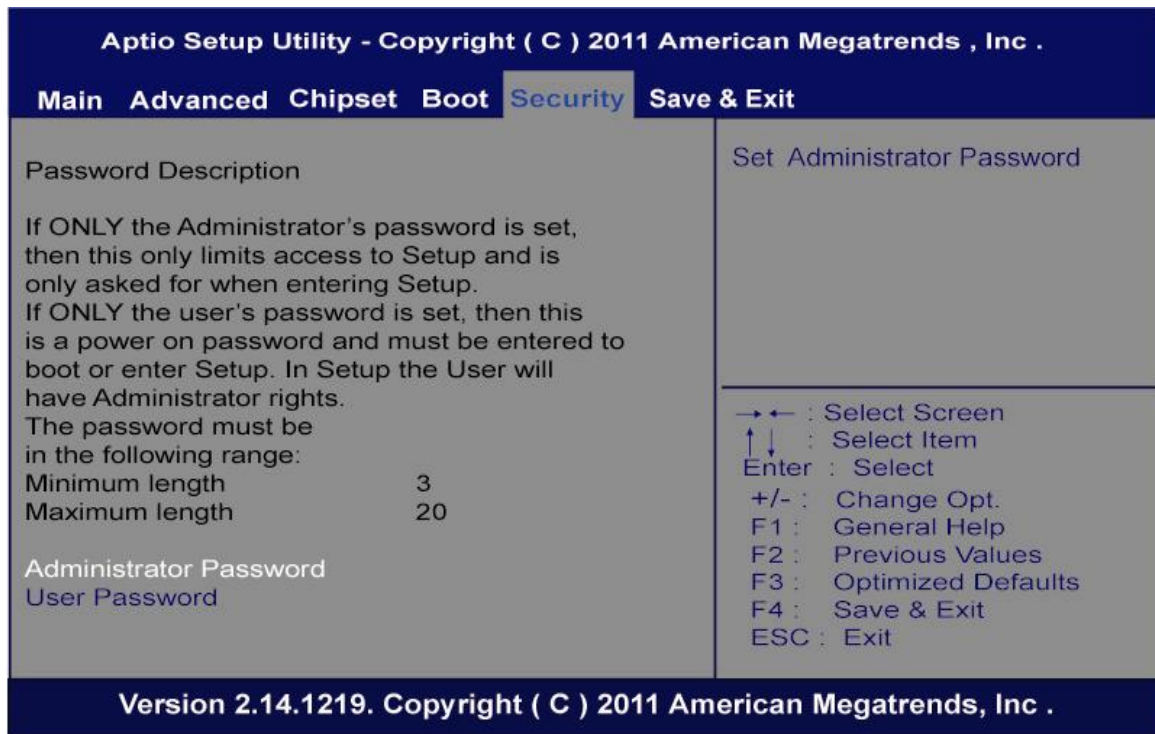 Aptio Setup Utility - Copyright ( C ) 2011 American Megatrends , Inc .
Main Advanced Chipset Boot Security Save & Exit
Password Description
If ONLY the Administrator's password is set,
then this only limits access to Setup and is
only asked for when entering Setup.
If ONLY the user's password is set, then this
is a power on password and must be entered to
boot or enter Setup. In Setup the User will
have Administrator rights.
The password must be
in the following range:
Minimum length 3
Maximum length 20
Administrator Password
User Password
Set Administrator Password
→ ← : Select Screen
↑ ↓ : Select Item
Enter : Select
+/- : Change Opt.
F1 : General Help
F2 : Previous Values
F3 : Optimized Defaults
F4 : Save & Exit
ESC : Exit
Version 2.14.1219. Copyright ( C ) 2011 American Megatrends, Inc .